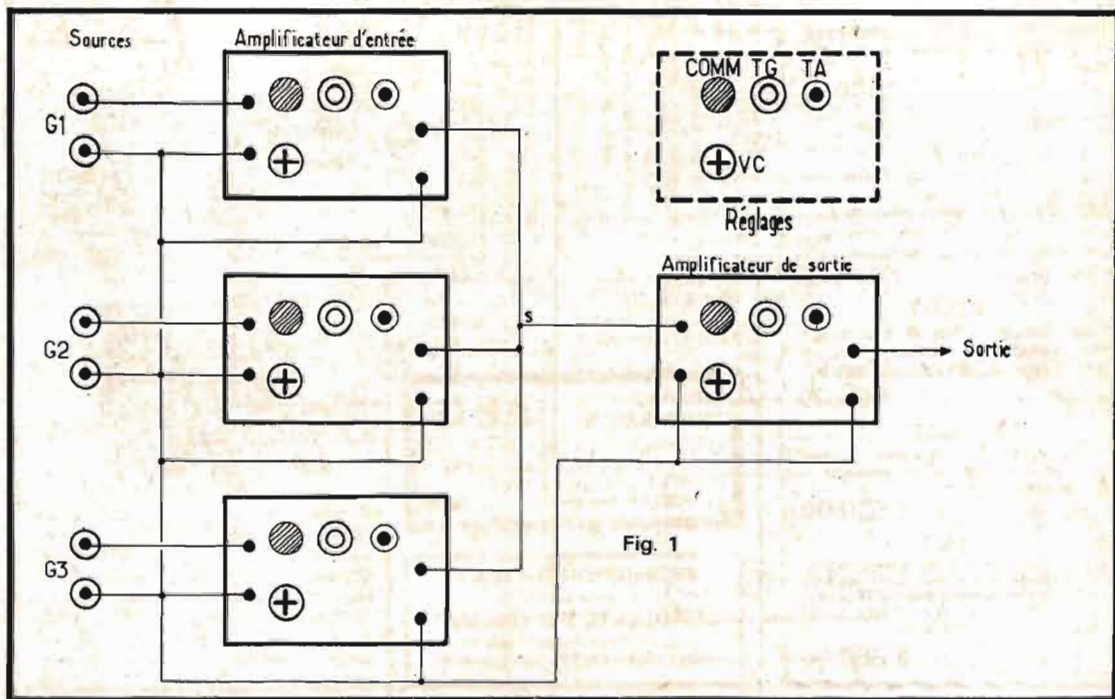 Sources
Amplificateur d'entrée
COMM TG TA
G1
VC
Réglages
Amplificateur de sortie
G2
s
Sortie
G3
Fig. 1